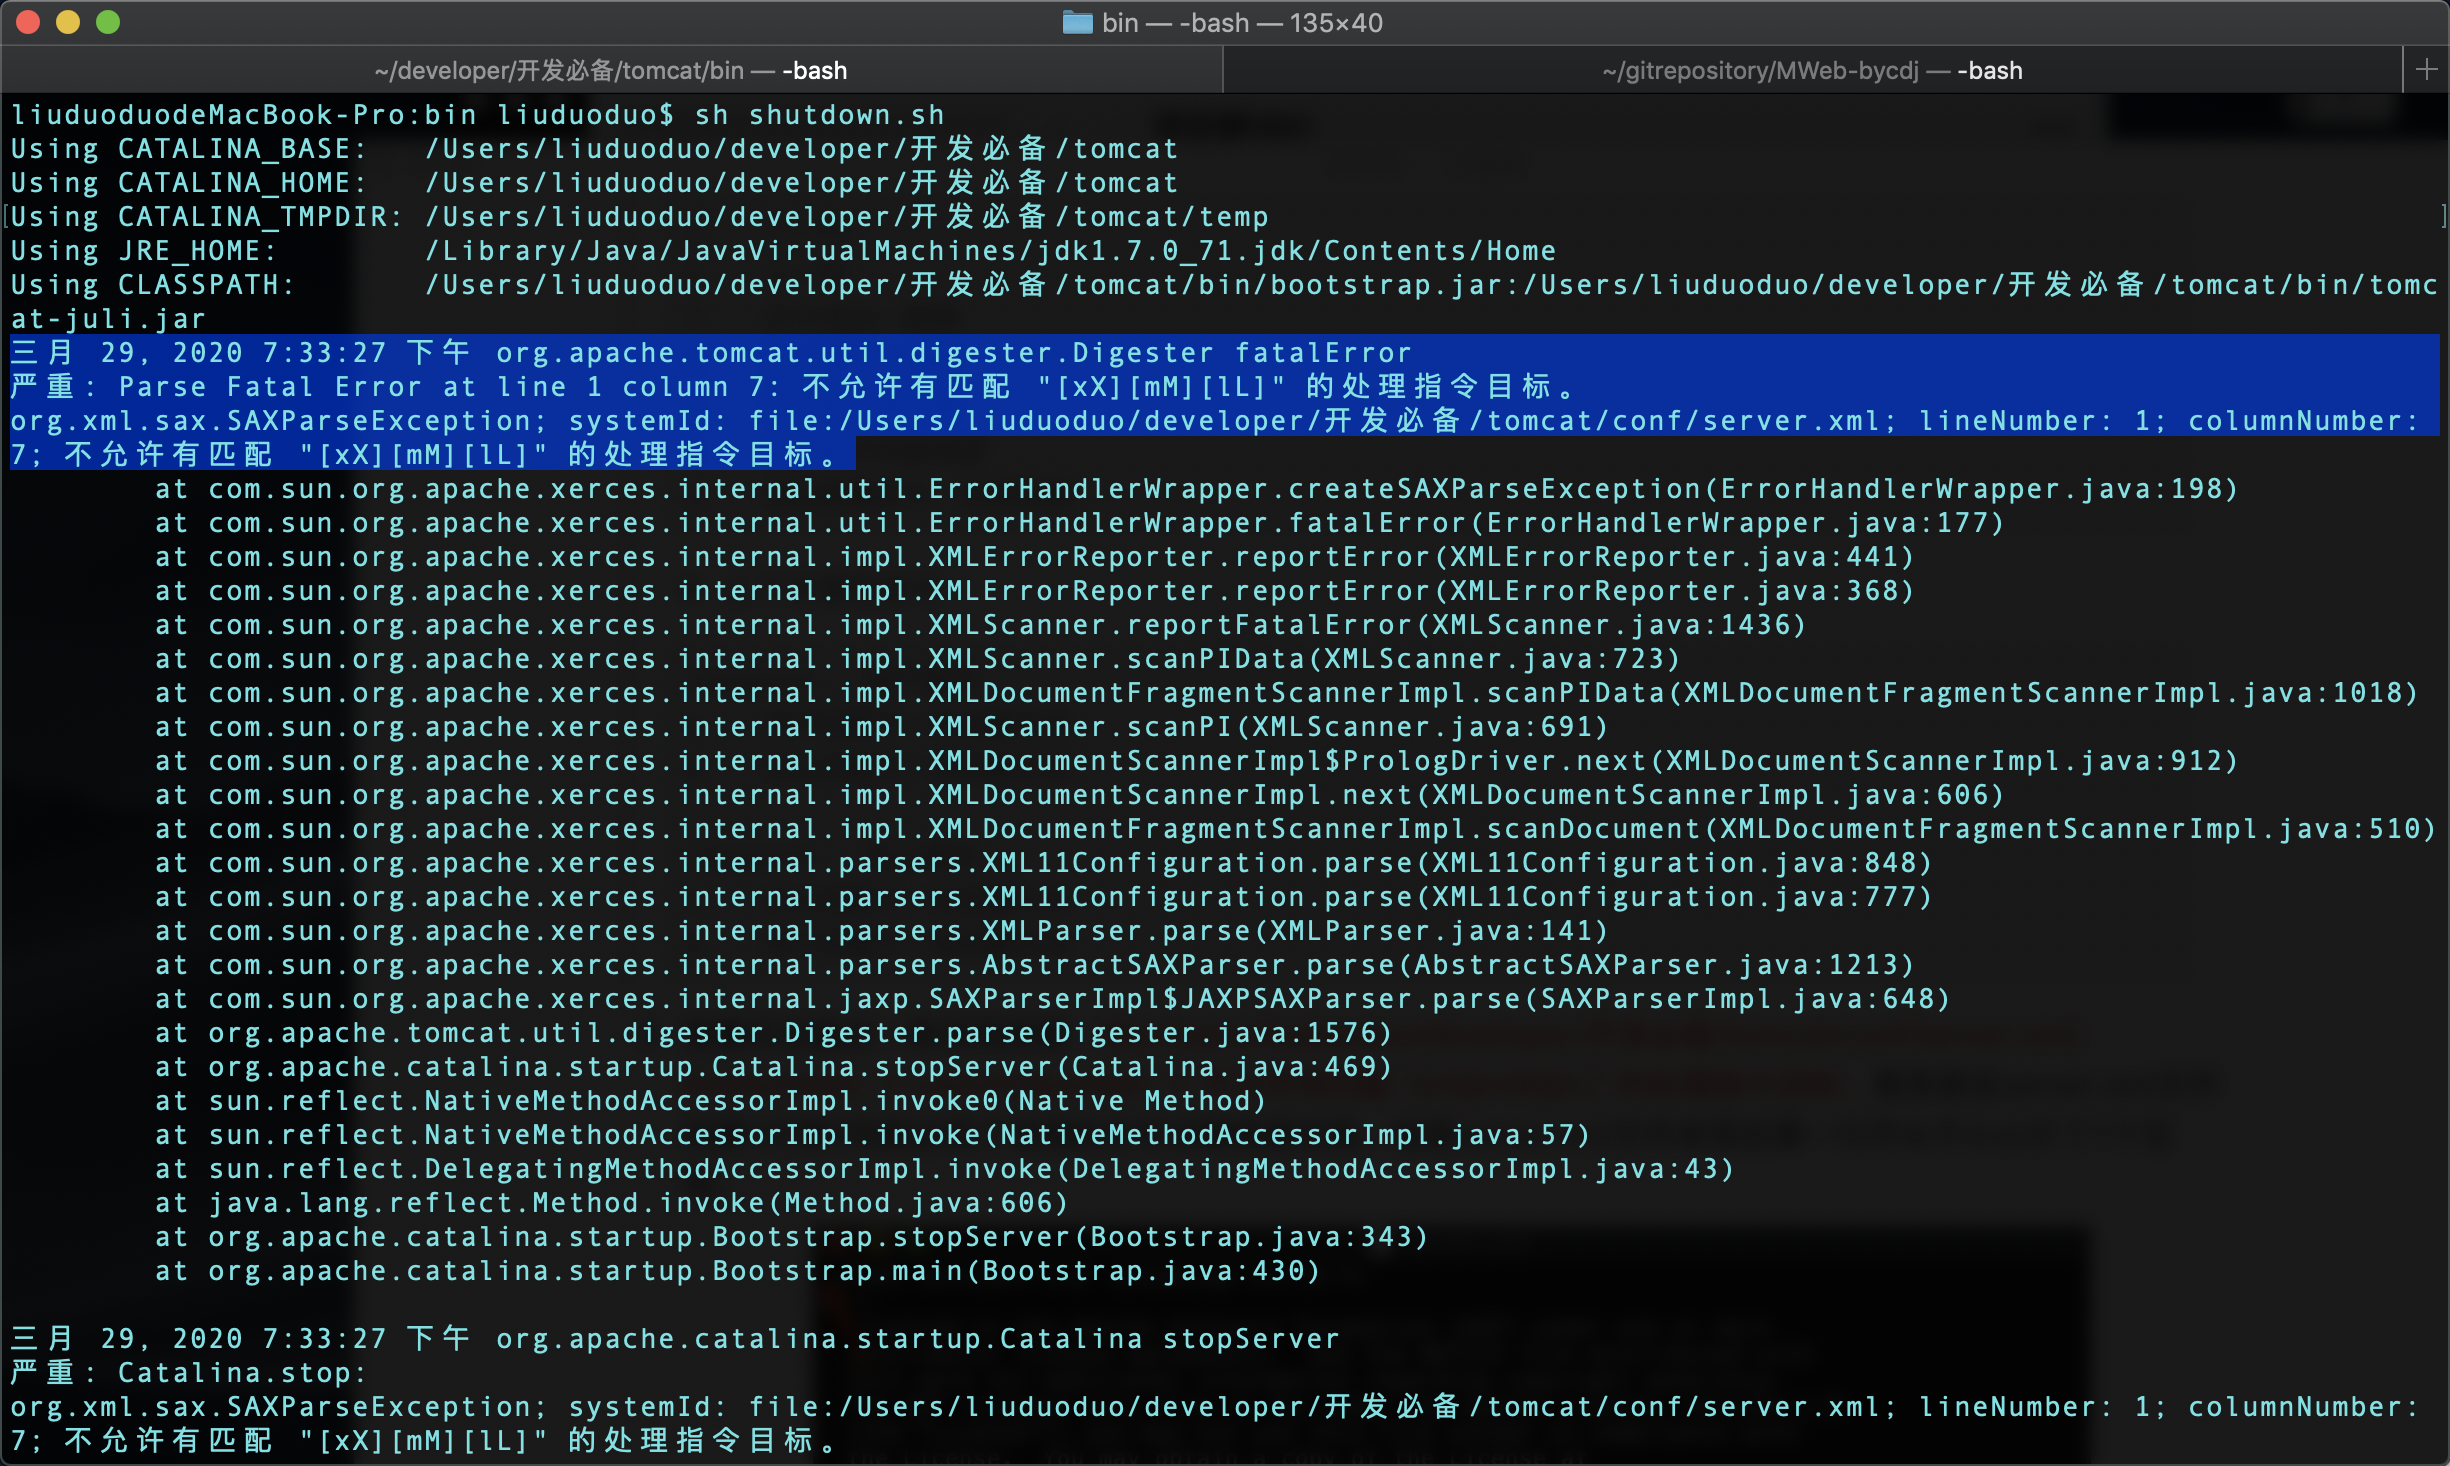 bin — -bash — 135×40
~/developer/开发必备/tomcat/bin — -bash
~/gitrepository/MWeb-bycdj — -bash
liuduoduodeMacBook-Pro:bin liuduoduo$ sh shutdown.sh
Using CATALINA_BASE:   /Users/liuduoduo/developer/开发必备/tomcat
Using CATALINA_HOME:   /Users/liuduoduo/developer/开发必备/tomcat
[Using CATALINA_TMPDIR: /Users/liuduoduo/developer/开发必备/tomcat/temp ]
Using JRE_HOME:        /Library/Java/JavaVirtualMachines/jdk1.7.0_71.jdk/Contents/Home
Using CLASSPATH:       /Users/liuduoduo/developer/开发必备/tomcat/bin/bootstrap.jar:/Users/liuduoduo/developer/开发必备/tomcat/bin/tomc
at-juli.jar
三月 29, 2020 7:33:27 下午 org.apache.tomcat.util.digester.Digester fatalError
严重: Parse Fatal Error at line 1 column 7: 不允许有匹配 "[xX][mM][lL]" 的处理指令目标。
org.xml.sax.SAXParseException; systemId: file:/Users/liuduoduo/developer/开发必备/tomcat/conf/server.xml; lineNumber: 1; columnNumber:
7; 不允许有匹配 "[xX][mM][lL]" 的处理指令目标。
at com.sun.org.apache.xerces.internal.util.ErrorHandlerWrapper.createSAXParseException(ErrorHandlerWrapper.java:198)
at com.sun.org.apache.xerces.internal.util.ErrorHandlerWrapper.fatalError(ErrorHandlerWrapper.java:177)
at com.sun.org.apache.xerces.internal.impl.XMLErrorReporter.reportError(XMLErrorReporter.java:441)
at com.sun.org.apache.xerces.internal.impl.XMLErrorReporter.reportError(XMLErrorReporter.java:368)
at com.sun.org.apache.xerces.internal.impl.XMLScanner.reportFatalError(XMLScanner.java:1436)
at com.sun.org.apache.xerces.internal.impl.XMLScanner.scanPIData(XMLScanner.java:723)
at com.sun.org.apache.xerces.internal.impl.XMLDocumentFragmentScannerImpl.scanPIData(XMLDocumentFragmentScannerImpl.java:1018)
at com.sun.org.apache.xerces.internal.impl.XMLScanner.scanPI(XMLScanner.java:691)
at com.sun.org.apache.xerces.internal.impl.XMLDocumentScannerImpl$PrologDriver.next(XMLDocumentScannerImpl.java:912)
at com.sun.org.apache.xerces.internal.impl.XMLDocumentScannerImpl.next(XMLDocumentScannerImpl.java:606)
at com.sun.org.apache.xerces.internal.impl.XMLDocumentFragmentScannerImpl.scanDocument(XMLDocumentFragmentScannerImpl.java:510)
at com.sun.org.apache.xerces.internal.parsers.XML11Configuration.parse(XML11Configuration.java:848)
at com.sun.org.apache.xerces.internal.parsers.XML11Configuration.parse(XML11Configuration.java:777)
at com.sun.org.apache.xerces.internal.parsers.XMLParser.parse(XMLParser.java:141)
at com.sun.org.apache.xerces.internal.parsers.AbstractSAXParser.parse(AbstractSAXParser.java:1213)
at com.sun.org.apache.xerces.internal.jaxp.SAXParserImpl$JAXPSAXParser.parse(SAXParserImpl.java:648)
at org.apache.tomcat.util.digester.Digester.parse(Digester.java:1576)
at org.apache.catalina.startup.Catalina.stopServer(Catalina.java:469)
at sun.reflect.NativeMethodAccessorImpl.invoke0(Native Method)
at sun.reflect.NativeMethodAccessorImpl.invoke(NativeMethodAccessorImpl.java:57)
at sun.reflect.DelegatingMethodAccessorImpl.invoke(DelegatingMethodAccessorImpl.java:43)
at java.lang.reflect.Method.invoke(Method.java:606)
at org.apache.catalina.startup.Bootstrap.stopServer(Bootstrap.java:343)
at org.apache.catalina.startup.Bootstrap.main(Bootstrap.java:430)
三月 29, 2020 7:33:27 下午 org.apache.catalina.startup.Catalina stopServer
严重: Catalina.stop:
org.xml.sax.SAXParseException; systemId: file:/Users/liuduoduo/developer/开发必备/tomcat/conf/server.xml; lineNumber: 1; columnNumber:
7; 不允许有匹配 "[xX][mM][lL]" 的处理指令目标。